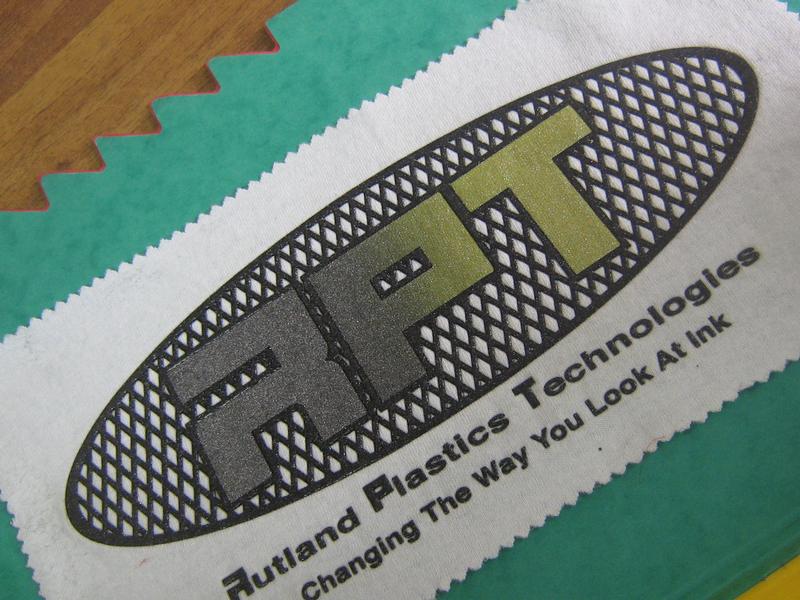 RPT
Rutland Plastics Technologies
Changing The Way You Look At Ink